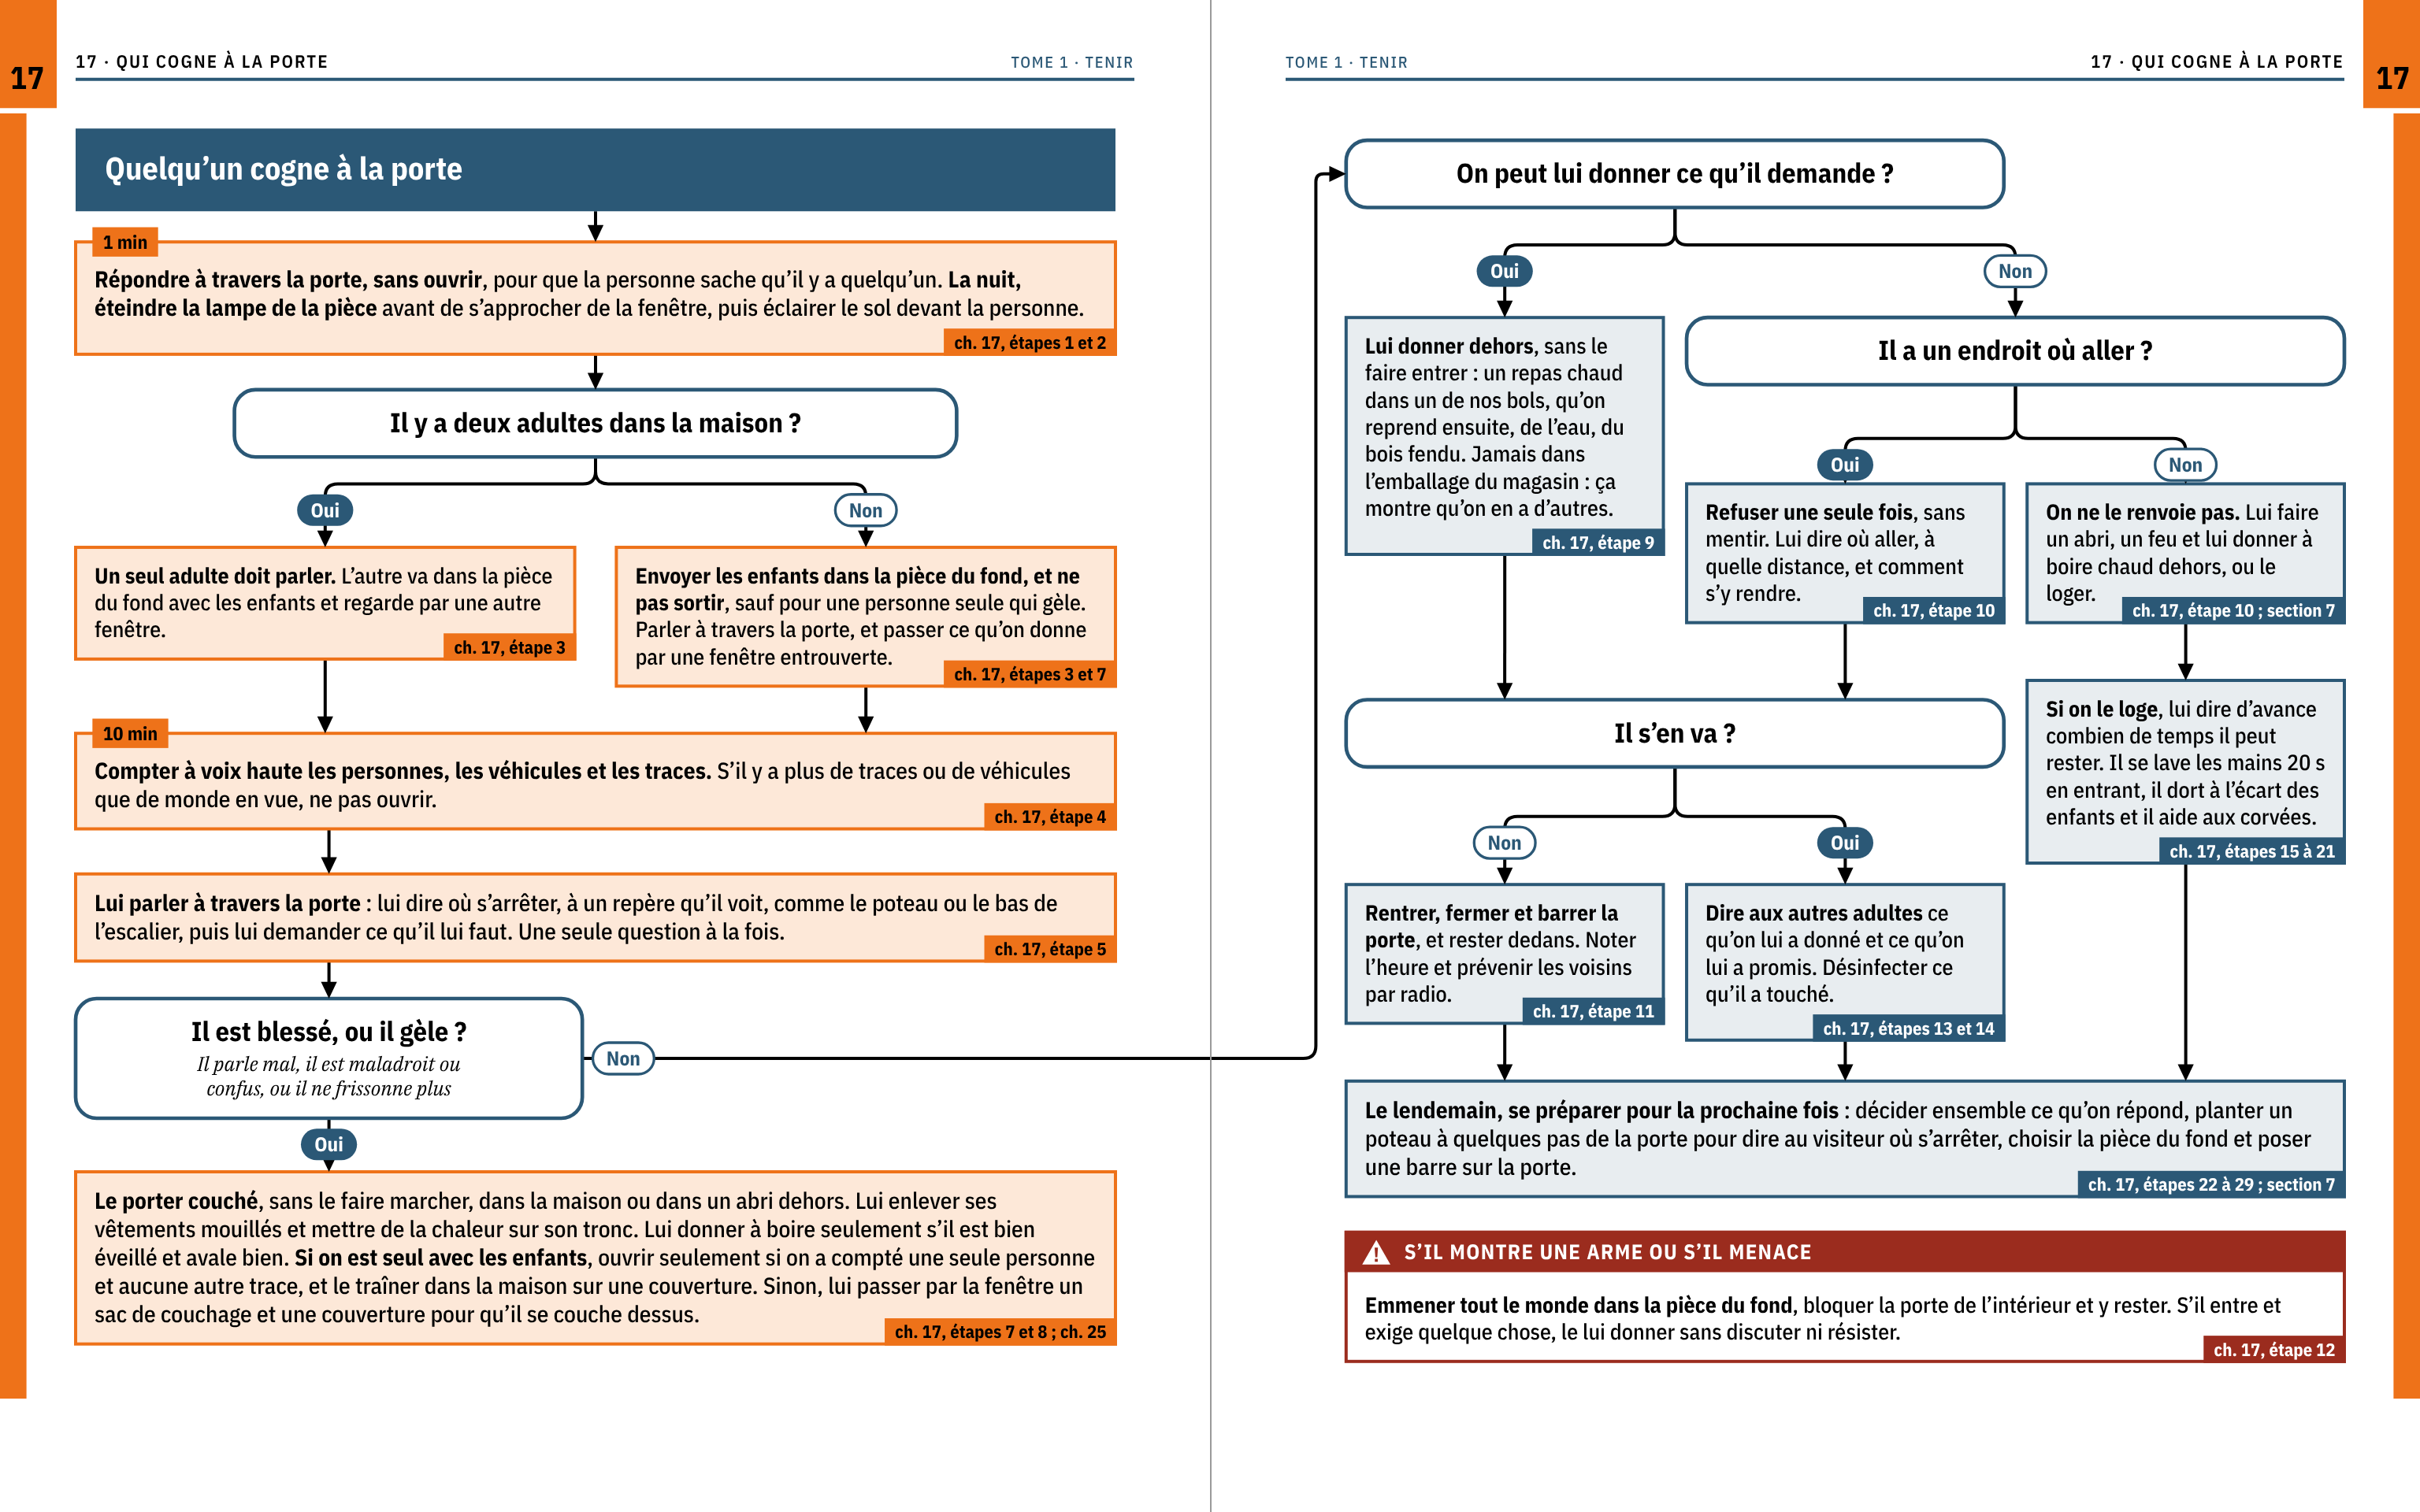 17
17 · QUI COGNE À LA PORTE
TOME 1 · TENIR
Quelqu’un cogne à la porte
1 min
Répondre à travers la porte, sans ouvrir, pour que la personne sache qu’il y a quelqu’un. La nuit,
éteindre la lampe de la pièce avant de s’approcher de la fenêtre, puis éclairer le sol devant la personne.
ch. 17, étapes 1 et 2
Il y a deux adultes dans la maison ?
Oui
Non
Un seul adulte doit parler. L’autre va dans la pièce
du fond avec les enfants et regarde par une autre
fenêtre.
ch. 17, étape 3
Envoyer les enfants dans la pièce du fond, et ne
pas sortir, sauf pour une personne seule qui gèle.
Parler à travers la porte, et passer ce qu’on donne
par une fenêtre entrouverte.
ch. 17, étapes 3 et 7
10 min
Compter à voix haute les personnes, les véhicules et les traces. S’il y a plus de traces ou de véhicules
que de monde en vue, ne pas ouvrir.
ch. 17, étape 4
Lui parler à travers la porte : lui dire où s’arrêter, à un repère qu’il voit, comme le poteau ou le bas de
l’escalier, puis lui demander ce qu’il lui faut. Une seule question à la fois.
ch. 17, étape 5
Il est blessé, ou il gèle ?
Il parle mal, il est maladroit ou
confus, ou il ne frissonne plus
Non
Oui
Le porter couché, sans le faire marcher, dans la maison ou dans un abri dehors. Lui enlever ses
vêtements mouillés et mettre de la chaleur sur son tronc. Lui donner à boire seulement s’il est bien
éveillé et avale bien. Si on est seul avec les enfants, ouvrir seulement si on a compté une seule personne
et aucune autre trace, et le traîner dans la maison sur une couverture. Sinon, lui passer par la fenêtre un
sac de couchage et une couverture pour qu’il se couche dessus.
ch. 17, étapes 7 et 8 ; ch. 25
TOME 1 · TENIR
17 · QUI COGNE À LA PORTE
17
On peut lui donner ce qu’il demande ?
Oui
Non
Lui donner dehors, sans le
faire entrer : un repas chaud
dans un de nos bols, qu’on
reprend ensuite, de l’eau, du
bois fendu. Jamais dans
l’emballage du magasin : ça
montre qu’on en a d’autres.
ch. 17, étape 9
Il a un endroit où aller ?
Oui
Non
Refuser une seule fois, sans
mentir. Lui dire où aller, à
quelle distance, et comment
s’y rendre.
ch. 17, étape 10
On ne le renvoie pas. Lui faire
un abri, un feu et lui donner à
boire chaud dehors, ou le
loger.
ch. 17, étape 10 ; section 7
Si on le loge, lui dire d’avance
combien de temps il peut
rester. Il se lave les mains 20 s
en entrant, il dort à l’écart des
enfants et il aide aux corvées.
ch. 17, étapes 15 à 21
Il s’en va ?
Non
Oui
Rentrer, fermer et barrer la
porte, et rester dedans. Noter
l’heure et prévenir les voisins
par radio.
ch. 17, étape 11
Dire aux autres adultes ce
qu’on lui a donné et ce qu’on
lui a promis. Désinfecter ce
qu’il a touché.
ch. 17, étapes 13 et 14
Le lendemain, se préparer pour la prochaine fois : décider ensemble ce qu’on répond, planter un
poteau à quelques pas de la porte pour dire au visiteur où s’arrêter, choisir la pièce du fond et poser
une barre sur la porte.
ch. 17, étapes 22 à 29 ; section 7
S’IL MONTRE UNE ARME OU S’IL MENACE
Emmener tout le monde dans la pièce du fond, bloquer la porte de l’intérieur et y rester. S’il entre et
exige quelque chose, le lui donner sans discuter ni résister.
ch. 17, étape 12